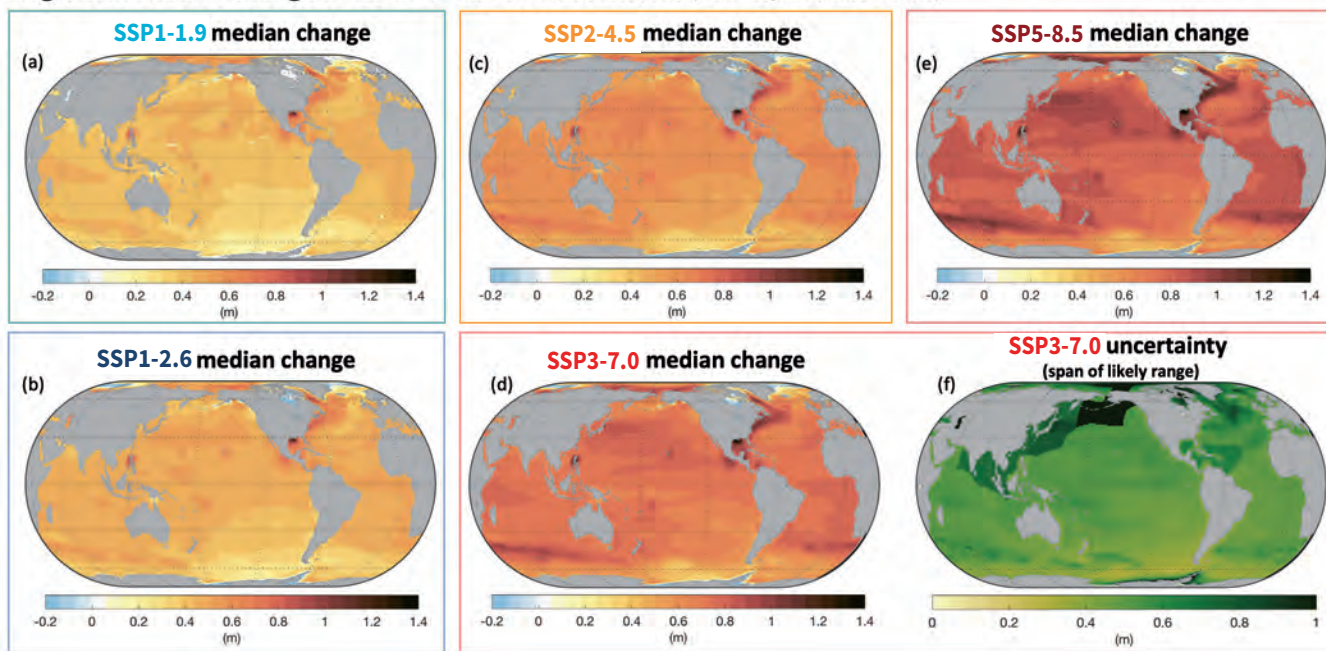 SSP1-1.9 median change
(a)
-0.2 0 0.2 0.4 0.6 0.8 1 1.2 1.4
(m)
SSP2-4.5 median change
(c)
-0.2 0 0.2 0.4 0.6 0.8 1 1.2 1.4
(m)
SSP5-8.5 median change
(e)
-0.2 0 0.2 0.4 0.6 0.8 1 1.2 1.4
(m)
SSP1-2.6 median change
(b)
-0.2 0 0.2 0.4 0.6 0.8 1 1.2 1.4
(m)
SSP3-7.0 median change
(d)
-0.2 0 0.2 0.4 0.6 0.8 1 1.2 1.4
(m)
SSP3-7.0 uncertainty
(span of likely range)
(f)
0 0.2 0.4 0.6 0.8 1
(m)